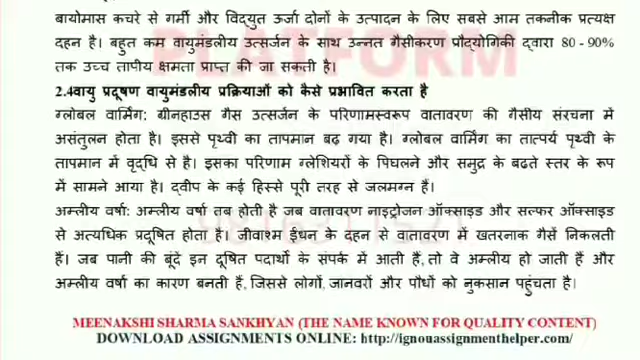 बायोमास कचरे से गर्मी और विद्युत ऊर्जा दोनों के उत्पादन के लिए सबसे आम तकनीक प्रत्यक्ष
दहन है। बहुत कम वायुमंडलीय उत्सर्जन के साथ उन्नत गैसीकरण प्रौद्योगिकी द्वारा 80 - 90%
तक उच्च तापीय क्षमता प्राप्त की जा सकती है।
PLATFORM
2.4वायु प्रदूषण वायुमंडलीय प्रक्रियाओं को कैसे प्रभावित करता है
ग्लोबल वार्मिंग: ग्रीनहाउस गैस उत्सर्जन के परिणामस्वरूप वातावरण की गैसीय संरचना में
असंतुलन होता है। इससे पृथ्वी का तापमान बढ़ गया है। ग्लोबल वार्मिंग का तात्पर्य पृथ्वी के
तापमान में वृद्धि से है। इसका परिणाम ग्लेशियरों के पिघलने और समुद्र के बढते स्तर के रूप
में सामने आया है। द्वीप के कई हिस्से पूरी तरह से जलमग्न हैं।
अम्लीय वर्षा: अम्लीय वर्षा तब होती है जब वातावरण नाइट्रोजन ऑक्साइड और सल्फर ऑक्साइड
से अत्यधिक प्रदूषित होता है। जीवाश्म ईंधन के दहन से वातावरण में खतरनाक गैसें निकलती
हैं। जब पानी की बूंदें इन दूषित पदार्थों के संपर्क में आती हैं, तो वे अम्लीय हो जाती हैं और
अम्लीय वर्षा का कारण बनती हैं, जिससे लोगों, जानवरों और पौधों को नुकसान पहुंचता है।
MEENAKSHI SHARMA SANKHYAN (THE NAME KNOWN FOR QUALITY CONTENT)
DOWNLOAD ASSIGNMENTS ONLINE: http://ignouassignmenthelper.com/